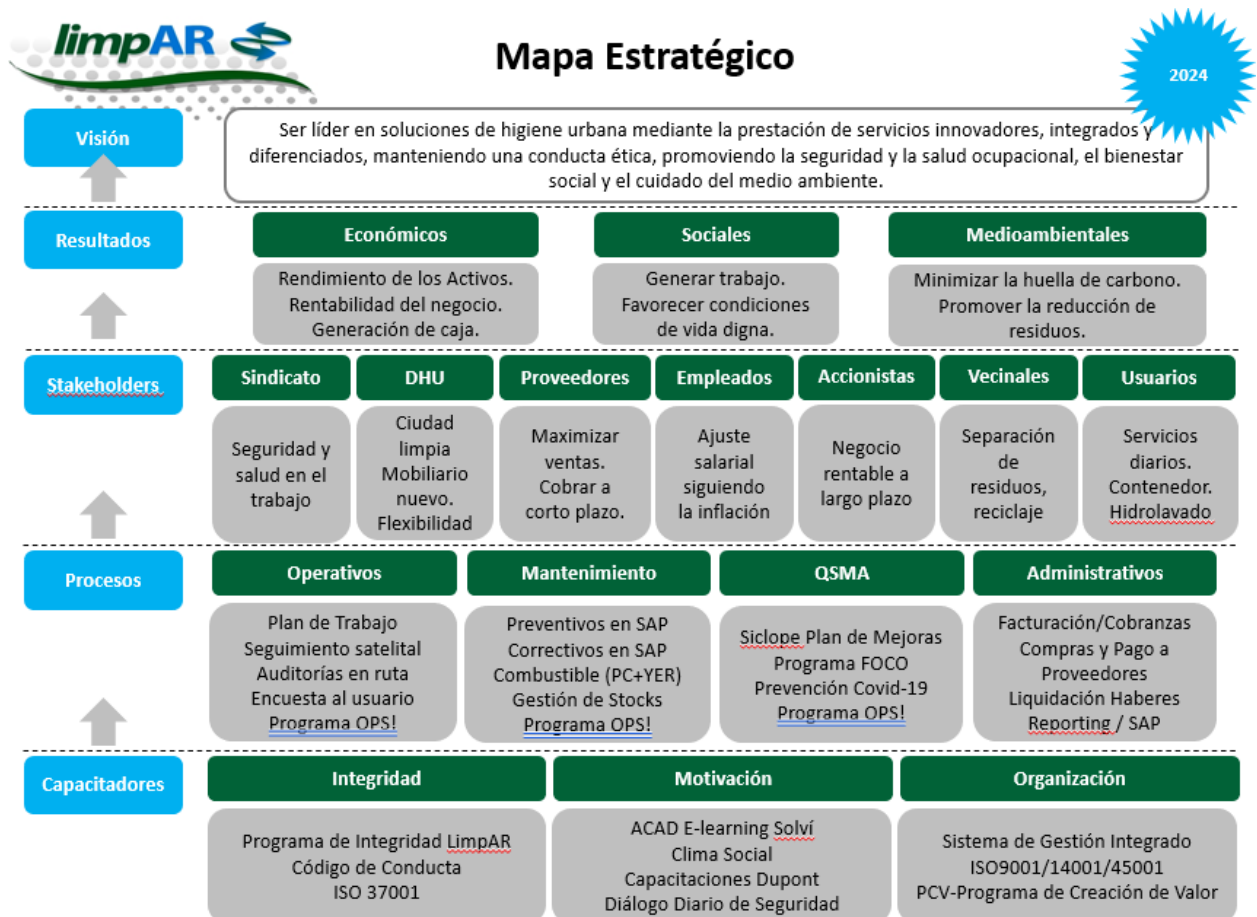 limpAR
Mapa Estratégico
2024
Visión
Ser líder en soluciones de higiene urbana mediante la prestación de servicios innovadores, integrados y
diferenciados, manteniendo una conducta ética, promoviendo la seguridad y la salud ocupacional, el bienestar
social y el cuidado del medio ambiente.
Resultados
Económicos
Rendimiento de los Activos.
Rentabilidad del negocio.
Generación de caja.
Sociales
Generar trabajo.
Favorecer condiciones
de vida digna.
Medioambientales
Minimizar la huella de carbono.
Promover la reducción de
residuos.
Stakeholders
Sindicato
Seguridad y
salud en el
trabajo
DHU
Ciudad
limpia
Mobiliario
nuevo.
Flexibilidad
Proveedores
Maximizar
ventas.
Cobrar a
corto plazo.
Empleados
Ajuste
salarial
siguiendo
la inflación
Accionistas
Negocio
rentable a
largo plazo
Vecinales
Separación
de
residuos,
reciclaje
Usuarios
Servicios
diarios.
Contenedor.
Hidrolavado
Procesos
Operativos
Plan de Trabajo
Seguimiento satelital
Auditorías en ruta
Encuesta al usuario
Programa OPS!
Mantenimiento
Preventivos en SAP
Correctivos en SAP
Combustible (PC+YER)
Gestión de Stocks
Programa OPS!
QSMA
Siclope Plan de Mejoras
Programa FOCO
Prevención Covid-19
Programa OPS!
Administrativos
Facturación/Cobranzas
Compras y Pago a
Proveedores
Liquidación Haberes
Reporting / SAP
Capacitadores
Integridad
Programa de Integridad LimpAR
Código de Conducta
ISO 37001
Motivación
ACAD E-learning Solví
Clima Social
Capacitaciones Dupont
Diálogo Diario de Seguridad
Organización
Sistema de Gestión Integrado
ISO9001/14001/45001
PCV-Programa de Creación de Valor